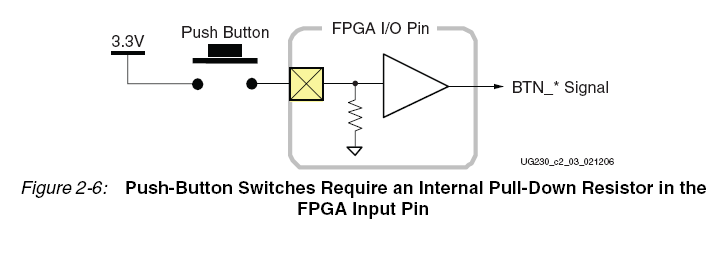 Push Button
FPGA I/O Pin
3.3V
BTN_* Signal
UG230_c2_03_021206
Figure 2-6: Push-Button Switches Require an Internal Pull-Down Resistor in the
FPGA Input Pin